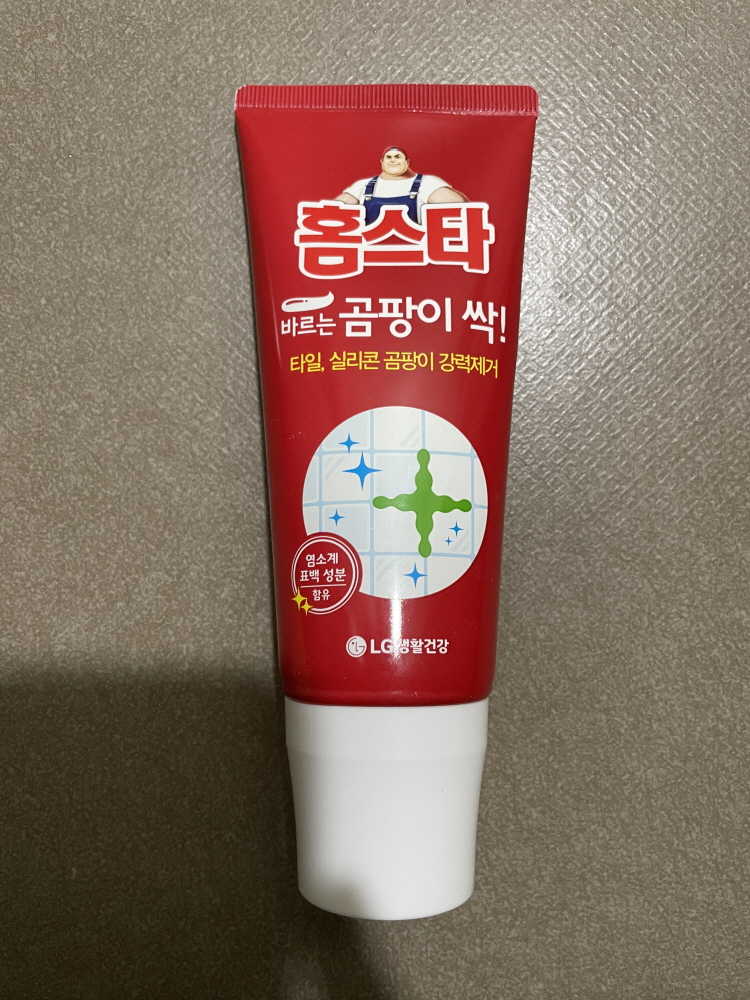 홈스타
바르는 곰팡이 싹!
타일, 실리콘 곰팡이 강력제거
염소계
표백 성분
함유
LG생활건강